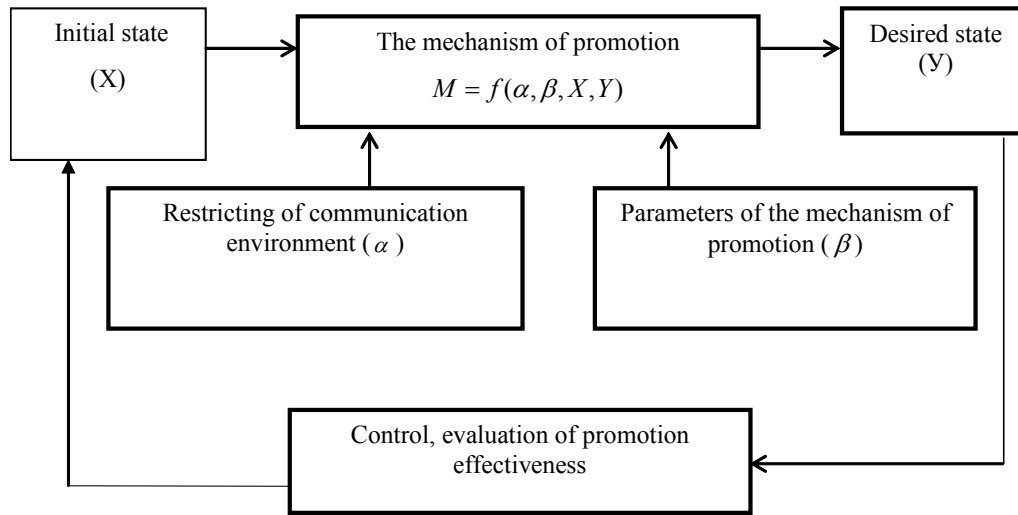 Initial state
(X)
The mechanism of promotion
M = f(α, β, X, Y)
Desired state
(У)
Restricting of communication
environment ( α )
Parameters of the mechanism of
promotion ( β )
Control, evaluation of promotion
effectiveness